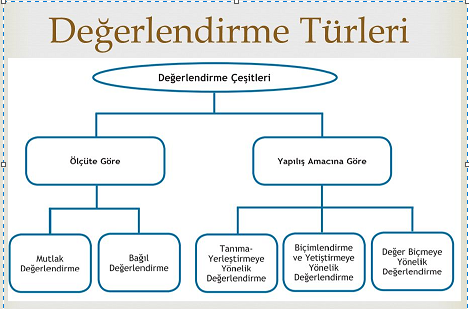 Değerlendirme Türleri
Değerlendirme Çeşitleri
Ölçüte Göre
Yapılış Amacına Göre
Mutlak
Değerlendirme
Bağıl
Değerlendirme
Tanıma-
Yerleştirmeye
Yönelik
Değerlendirme
Biçimlendirme
ve Yetiştirmeye
Yönelik
Değerlendirme
Değer Biçmeye
Yönelik
Değerlendirme